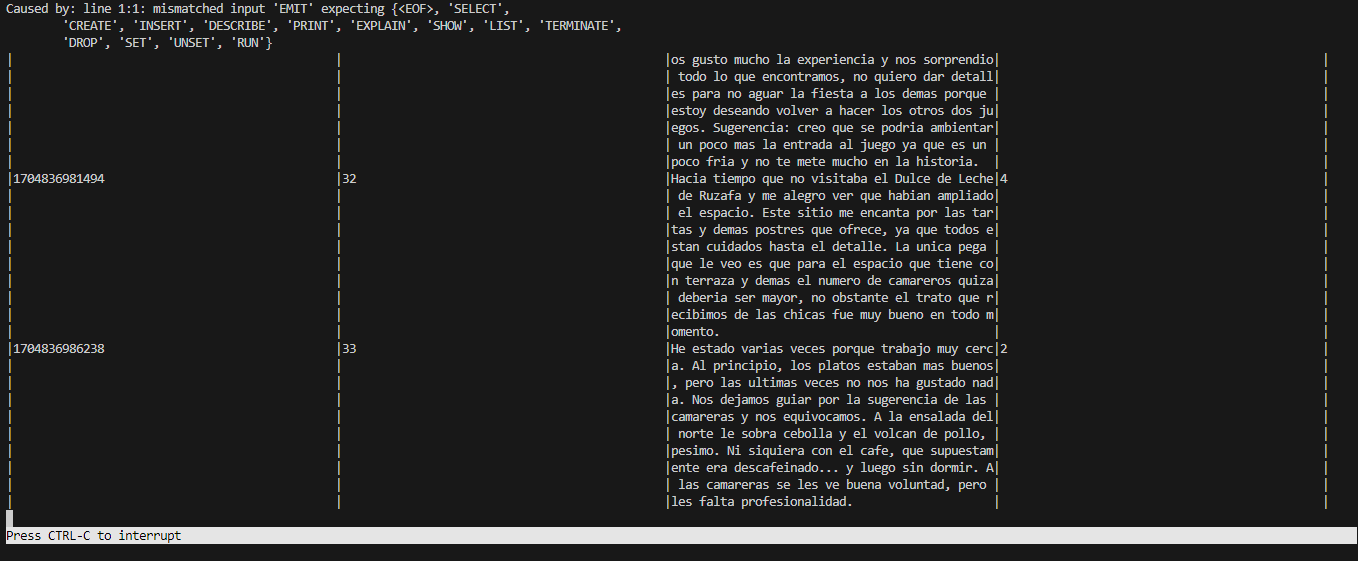 Caused by: line 1:1: mismatched input 'EMIT' expecting {<EOF>, 'SELECT',
        'CREATE', 'INSERT', 'DESCRIBE', 'PRINT', 'EXPLAIN', 'SHOW', 'LIST', 'TERMINATE',
        'DROP', 'SET', 'UNSET', 'RUN'}
| | |os gusto mucho la experiencia y nos sorprendio| |
| | | todo lo que encontramos, no quiero dar detall| |
| | |es para no aguar la fiesta a los demas porque | |
| | |estoy deseando volver a hacer los otros dos ju| |
| | |egos. Sugerencia: creo que se podria ambientar| |
| | | un poco mas la entrada al juego ya que es un | |
| | |poco fria y no te mete mucho en la historia. | |
|1704836981494 |32 |Hacia tiempo que no visitaba el Dulce de Leche|4 |
| | | de Ruzafa y me alegro ver que habian ampliado| |
| | | el espacio. Este sitio me encanta por las tar| |
| | |tas y demas postres que ofrece, ya que todos e| |
| | |stan cuidados hasta el detalle. La unica pega | |
| | |que le veo es que para el espacio que tiene co| |
| | |n terraza y demas el numero de camareros quiza| |
| | | deberia ser mayor, no obstante el trato que r| |
| | |ecibimos de las chicas fue muy bueno en todo m| |
| | |omento. | |
|1704836986238 |33 |He estado varias veces porque trabajo muy cerc|2 |
| | |a. Al principio, los platos estaban mas buenos| |
| | |, pero las ultimas veces no nos ha gustado nad| |
| | |a. Nos dejamos guiar por la sugerencia de las | |
| | |camareras y nos equivocamos. A la ensalada del| |
| | | norte le sobra cebolla y el volcan de pollo, | |
| | |pesimo. Ni siquiera con el cafe, que supuestam| |
| | |ente era descafeinado... y luego sin dormir. A| |
| | | las camareras se les ve buena voluntad, pero | |
| | |les falta profesionalidad. | |
Press CTRL-C to interrupt